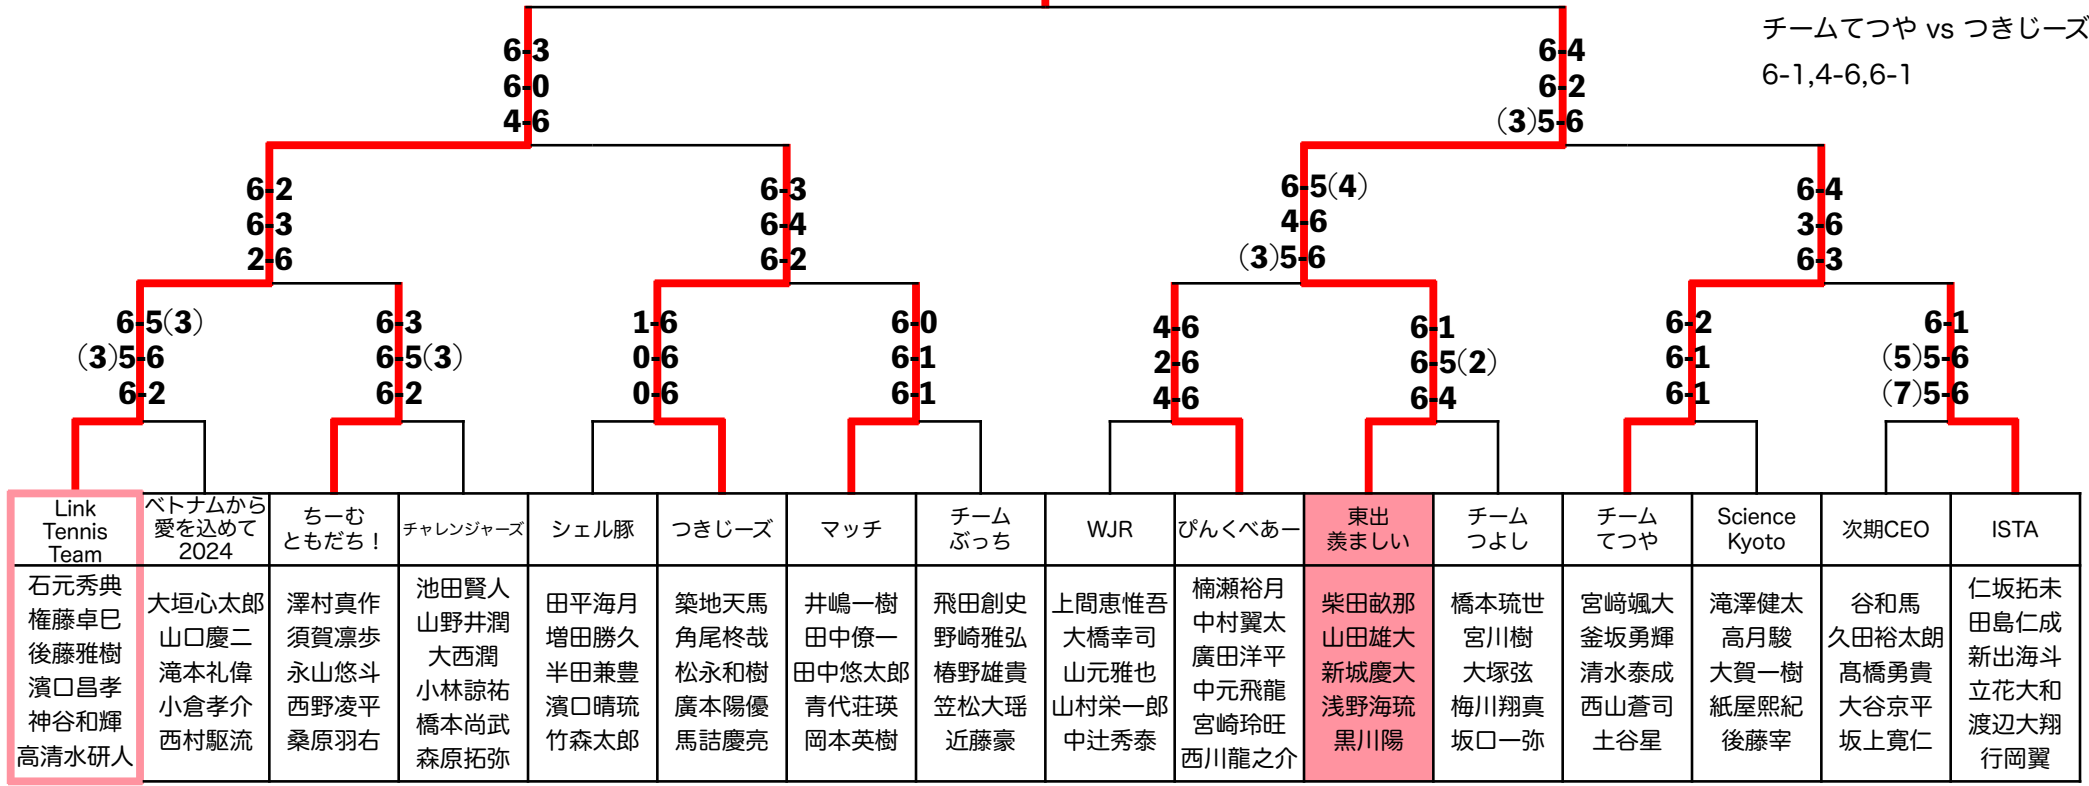 チームてつや vs つきじーズ
6-1,4-6,6-1
6-3
6-0
4-6
6-4
6-2
(3)5-6
6-2
6-3
2-6
6-3
6-4
6-2
6-5(4)
4-6
(3)5-6
6-4
3-6
6-3
6-5(3)
(3)5-6
6-2
6-3
6-5(3)
6-2
1-6
0-6
0-6
6-0
6-1
6-1
4-6
2-6
4-6
6-1
6-5(2)
6-4
6-2
6-1
6-1
6-1
(5)5-6
(7)5-6
Link
Tennis
Team
ベトナムから
愛を込めて
2024
ちーむ
ともだち！
チャレンジャーズ
シェル豚
つきじーズ
マッチ
チーム
ぶっち
WJR
ぴんくべあー
東出
羨ましい
チーム
つよし
チーム
てつや
Science
Kyoto
次期CEO
ISTA
石元秀典
権藤卓巳
後藤雅樹
濱口昌孝
神谷和輝
高清水研人
大垣心太郎
山口慶二
滝本礼偉
小倉孝介
西村駆流
澤村真作
須賀凛歩
永山悠斗
西野凌平
桑原羽右
池田賢人
山野井潤
大西潤
小林諒祐
橋本尚武
森原拓弥
田平海月
増田勝久
半田兼豊
濱口晴琉
竹森太郎
築地天馬
角尾柊哉
松永和樹
廣本陽優
馬詰慶亮
井嶋一樹
田中僚一
田中悠太郎
青代荘瑛
岡本英樹
飛田創史
野崎雅弘
椿野雄貴
笠松大瑶
近藤豪
上間恵惟吾
大橋幸司
山元雅也
山村栄一郎
中辻秀泰
楠瀬裕月
中村翼太
廣田洋平
中元飛龍
宮崎玲旺
西川龍之介
柴田畝那
山田雄大
新城慶大
浅野海琉
黒川陽
橋本琉世
宮川樹
大塚弦
梅川翔真
坂口一弥
宮﨑颯大
釜坂勇輝
清水泰成
西山蒼司
土谷星
滝澤健太
高月駿
大賀一樹
紙屋熙紀
後藤宰
谷和馬
久田裕太朗
髙橋勇貴
大谷京平
坂上寛仁
仁坂拓未
田島仁成
新出海斗
立花大和
渡辺大翔
行岡翼